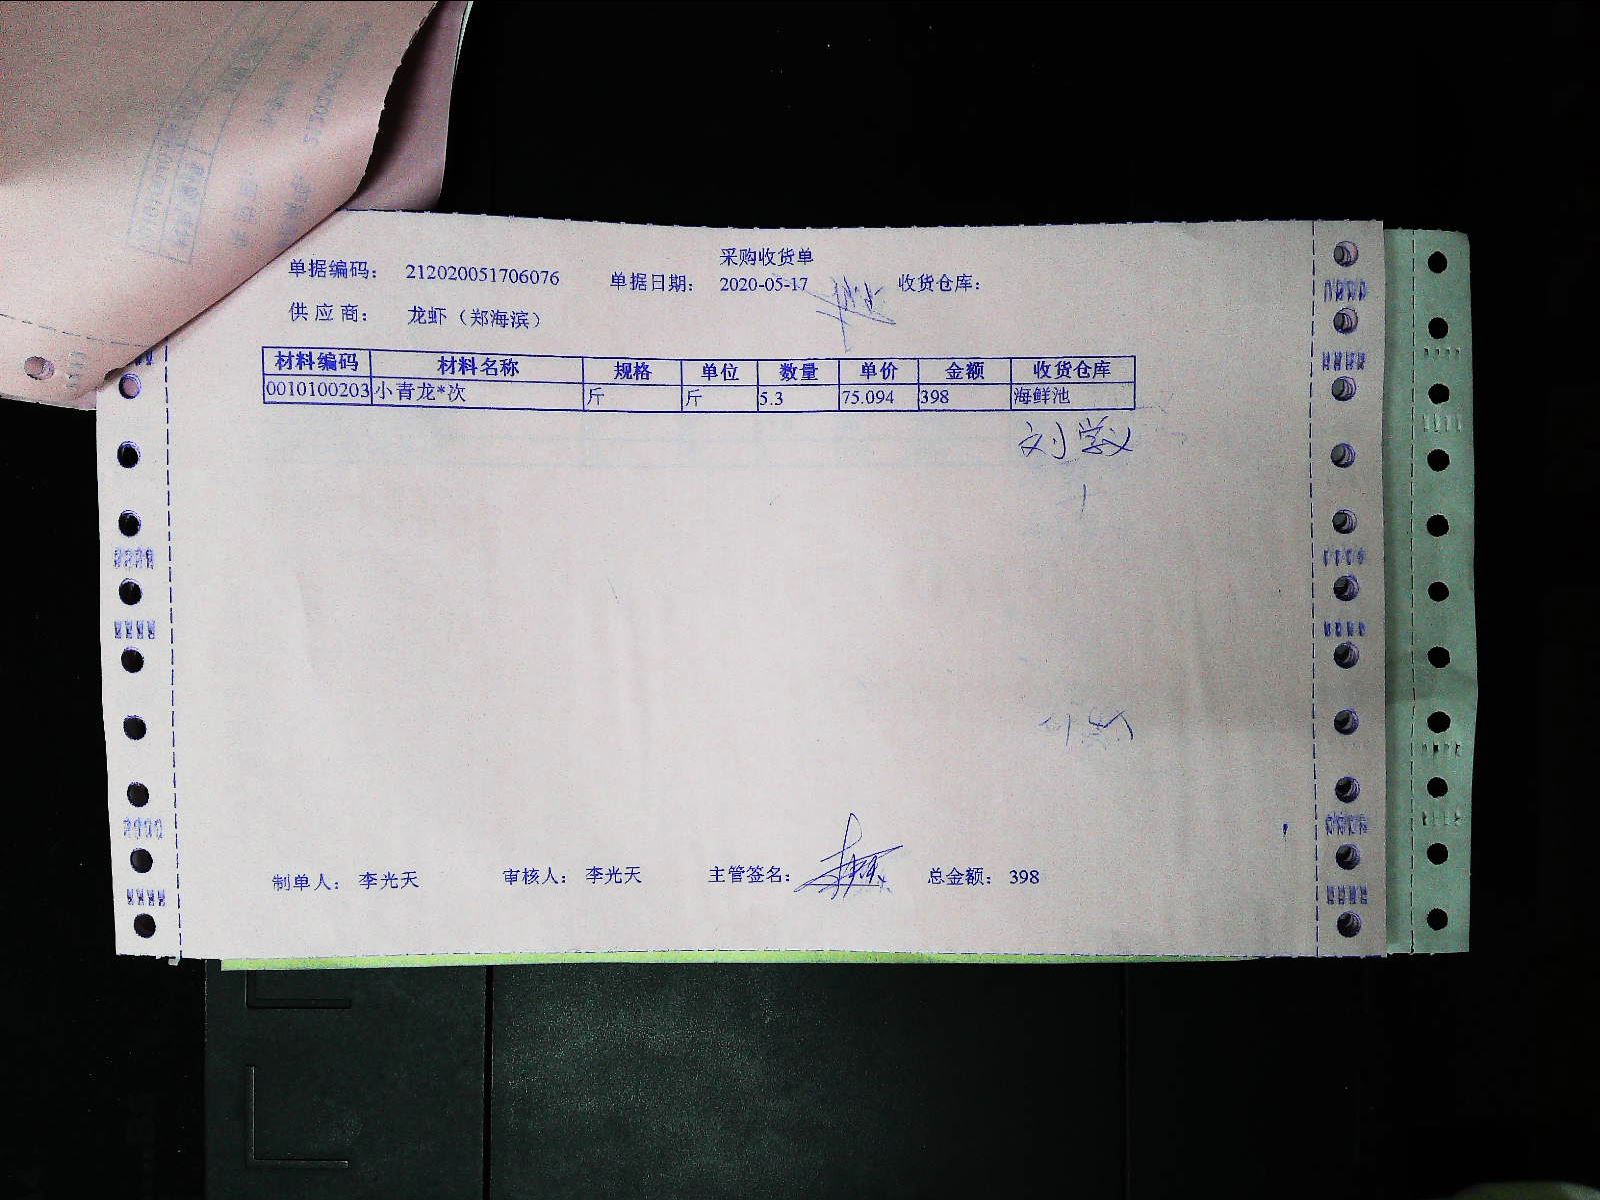 采购收货单
单据编码： 212020051706076 单据日期： 2020-05-17 收货仓库：
供 应 商： 龙虾（郑海滨）
材料编码 材料名称 规格 单位 数量 单价 金额 收货仓库
0010100203 小青龙*次 斤 斤 5.3 75.094 398 海鲜池
制单人： 李光天 审核人： 李光天 主管签名： 总金额： 398